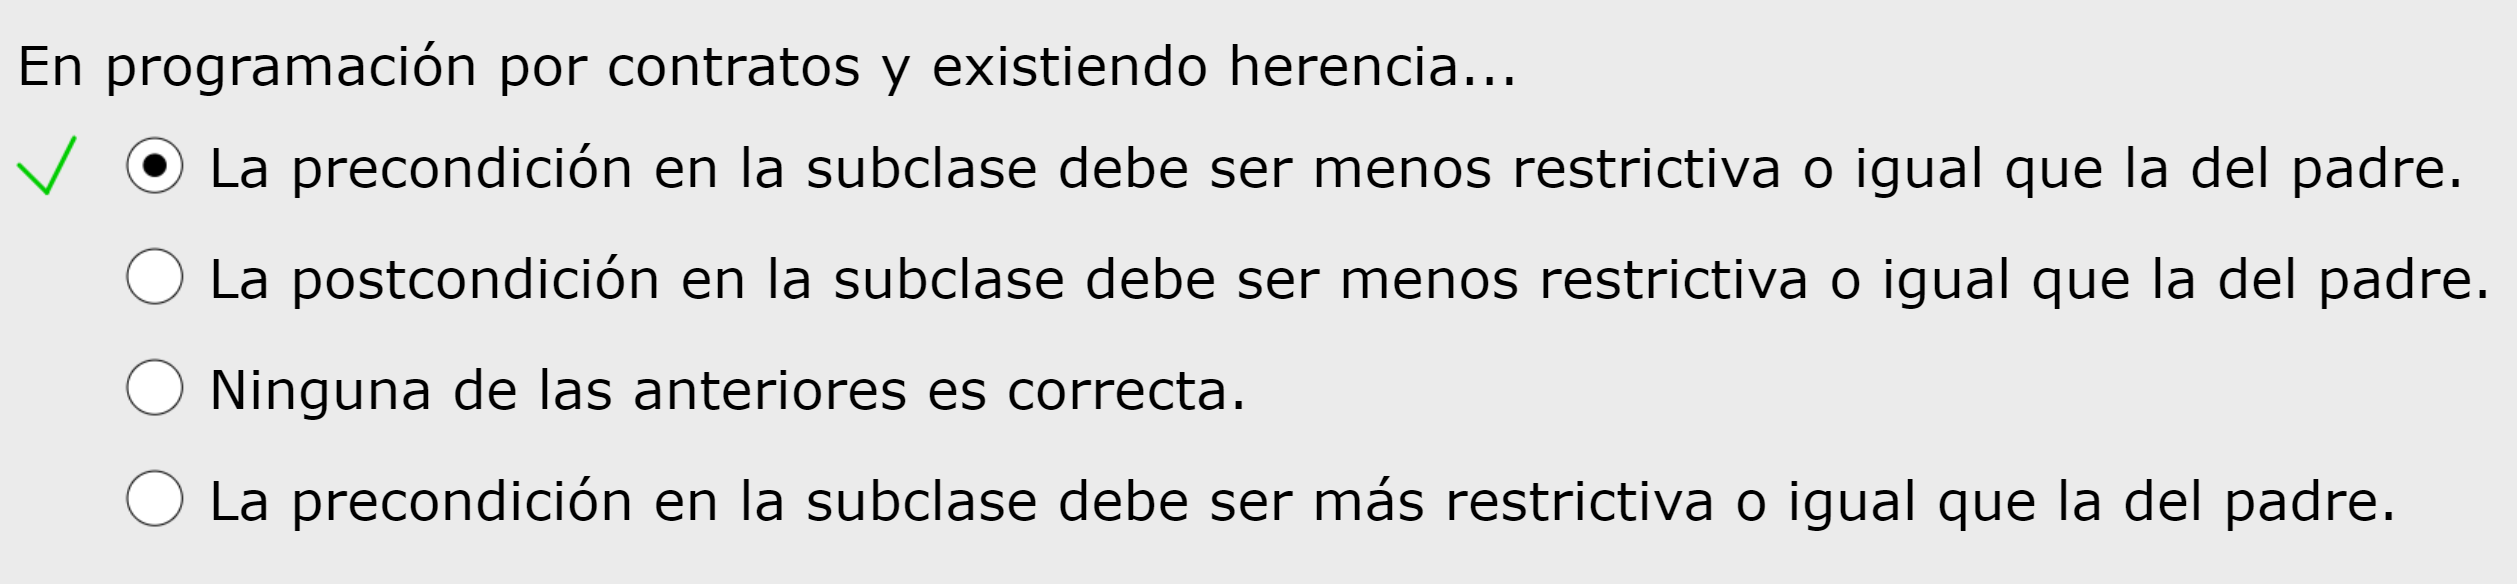 En programación por contratos y existiendo herencia...
La precondición en la subclase debe ser menos restrictiva o igual que la del padre.
La postcondición en la subclase debe ser menos restrictiva o igual que la del padre.
Ninguna de las anteriores es correcta.
La precondición en la subclase debe ser más restrictiva o igual que la del padre.